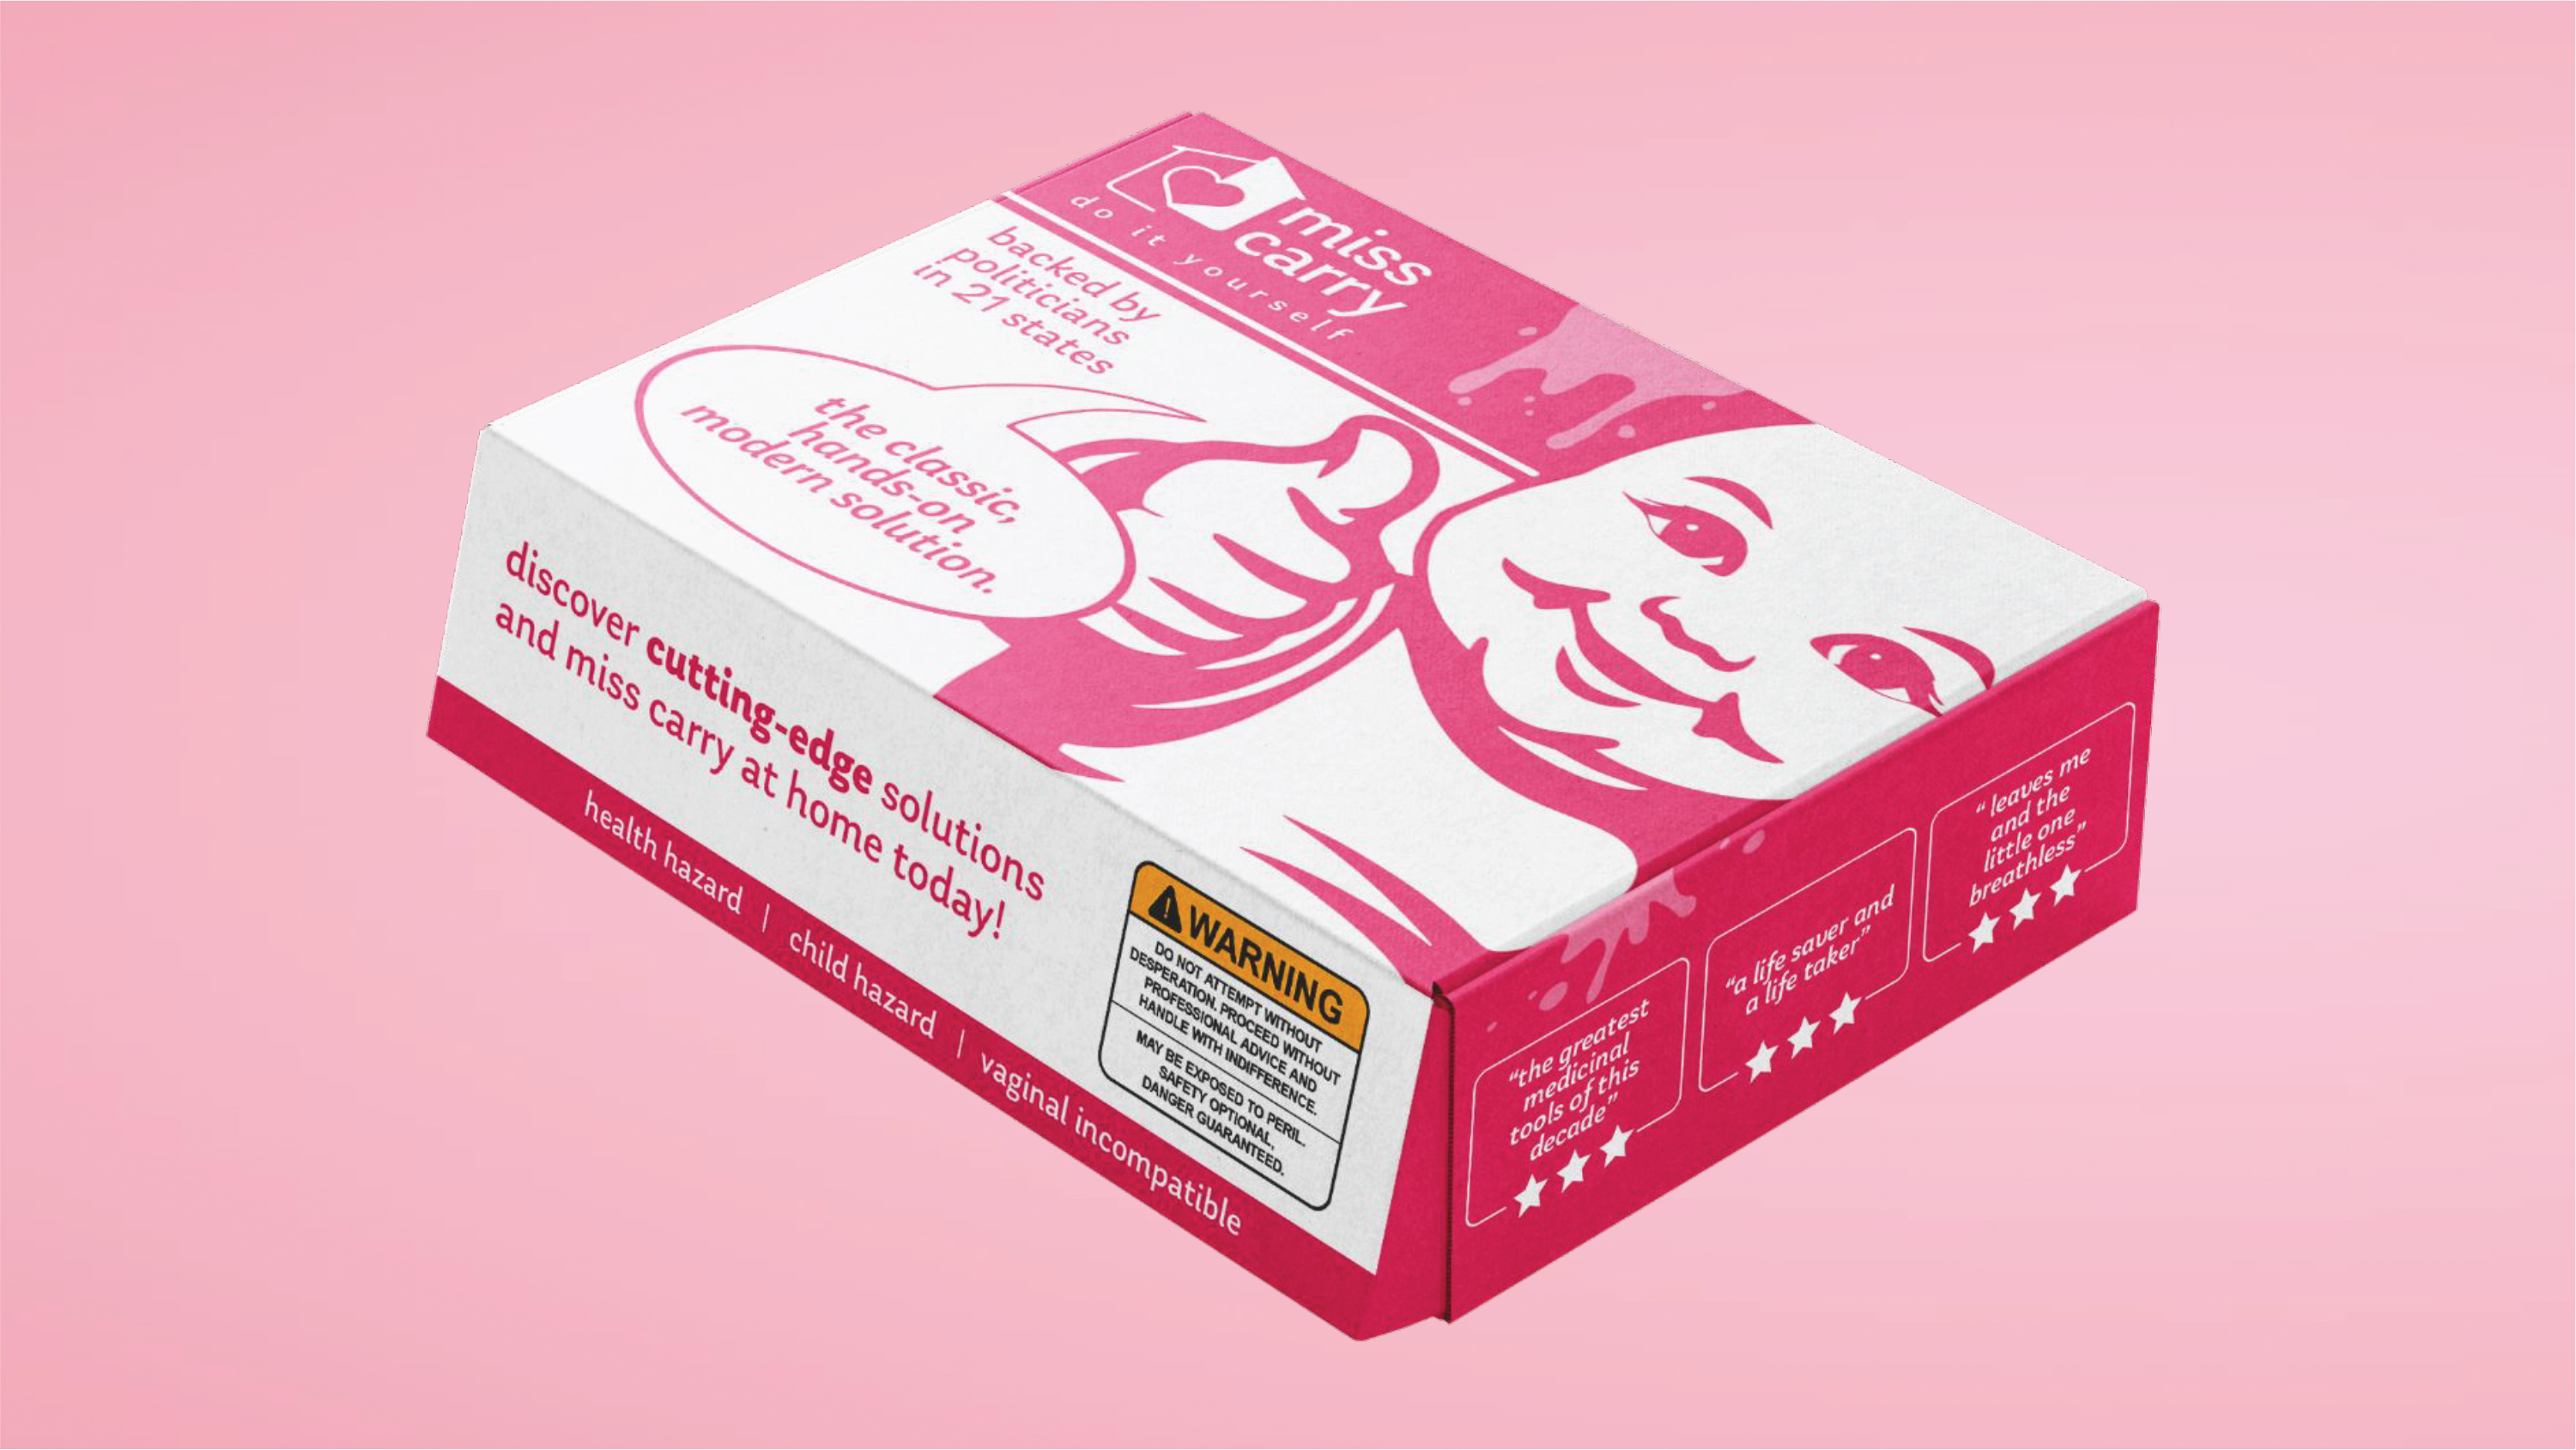 miss
carry
do it yourself
backed by
politicians
in 21 states
the classic,
hands-on
modern solution.
discover cutting-edge solutions
and miss carry at home today!
health hazard | child hazard | vaginal incompatible
WARNING
DO NOT ATTEMPT WITHOUT
DESPERATION. PROCEED WITHOUT
PROFESSIONAL ADVICE AND
HANDLE WITH INDIFFERENCE.
MAY BE EXPOSED TO PERIL.
SAFETY OPTIONAL,
DANGER GUARANTEED.
“the greatest
medicinal
tools of this
decade”
“a life saver and
a life taker”
“leaves me
and the
little one
breathless”